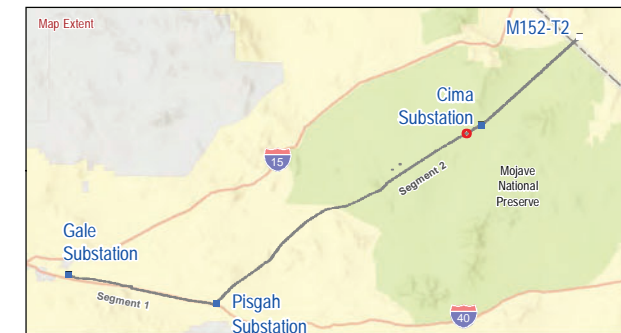 Map Extent
M152-T2
Cima
Substation
15
Segment 2
Mojave
National
Preserve
Gale
Substation
Segment 1
Pisgah
Substation
40